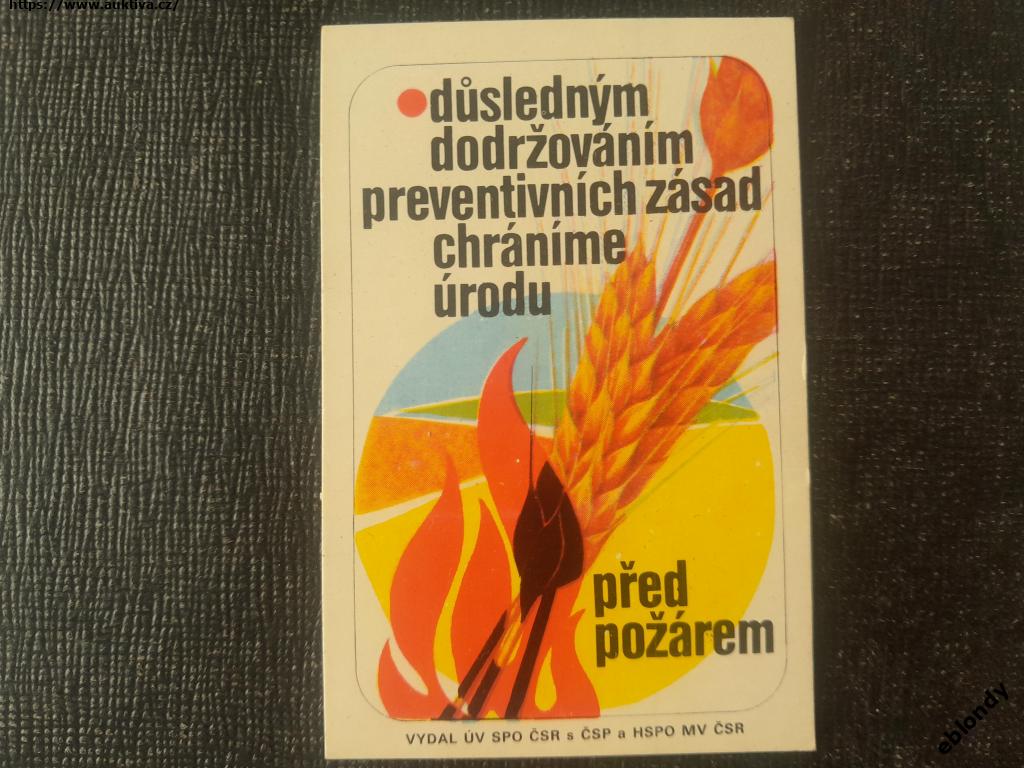 https://www.auktiva.cz/
důsledným
dodržováním
preventivních zásad
chráníme
úrodu
před
požárem
VYDAL ÚV SPO ČSR s ČSP a HSPO MV ČSR
eblondy